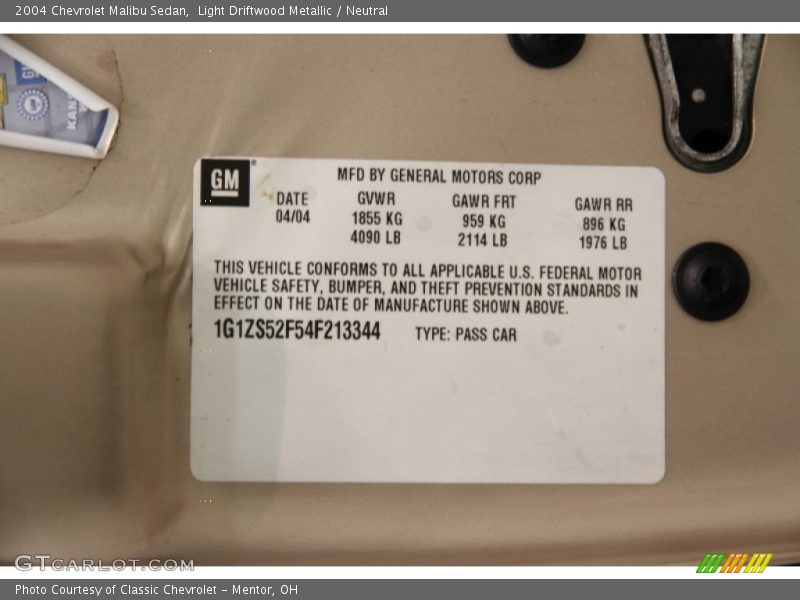 2004 Chevrolet Malibu Sedan, Light Driftwood Metallic / Neutral
GM
MFD BY GENERAL MOTORS CORP
DATE GVWR GAWR FRT GAWR RR
04/04 1855 KG 959 KG 896 KG
4090 LB 2114 LB 1976 LB
THIS VEHICLE CONFORMS TO ALL APPLICABLE U.S. FEDERAL MOTOR
VEHICLE SAFETY, BUMPER, AND THEFT PREVENTION STANDARDS IN
EFFECT ON THE DATE OF MANUFACTURE SHOWN ABOVE.
1G1ZS52F54F213344 TYPE: PASS CAR
GTCARLOT.COM
Photo Courtesy of Classic Chevrolet - Mentor, OH